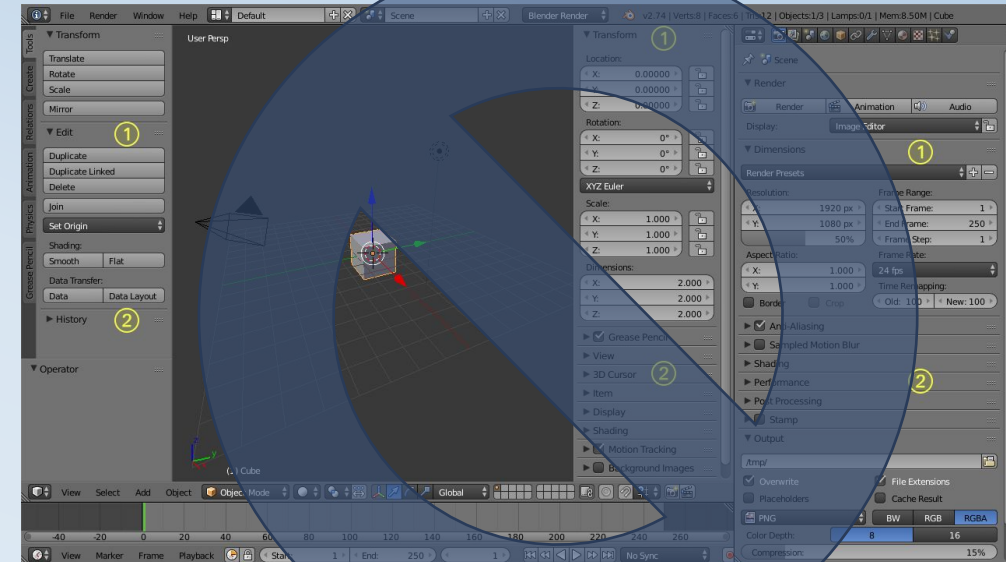 File Render Window Help Default Scene Blender Render v2.74 | Verts:8 | Faces:6 | Tris:12 | Objects:1/3 | Lamps:0/1 | Mem:8.50M | Cube
Tools
Create
Relations
Animation
Physics
Grease Pencil
Transform
Translate
Rotate
Scale
Mirror
Edit
1
Duplicate
Duplicate Linked
Delete
Join
Set Origin
Shading:
Smooth Flat
Data Transfer:
Data Data Layout
History
2
Operator
User Persp
Z
Y
Cube
Transform
1
Location:
X: 0.00000
Y: 0.00000
Z: 0.00000
Rotation:
X: 0°
Y: 0°
Z: 0°
XYZ Euler
Scale:
X: 1.000
Y: 1.000
Z: 1.000
Dimensions:
X: 2.000
Y: 2.000
Z: 2.000
Grease Pencil
View
3D Cursor
2
Item
Display
Shading
Motion Tracking
Background Images
Scene
Render
Render Animation Audio
Display: Image Editor
Dimensions
1
Render Presets
Resolution: Frame Range:
X: 1920 px Start Frame: 1
Y: 1080 px End Frame: 250
50% Frame Step: 1
Aspect Ratio: Frame Rate:
X: 1.000 24 fps
Y: 1.000 Time Remapping:
Border Crop Old: 100 New: 100
Anti-Aliasing
Sampled Motion Blur
Shading
Performance
2
Post Processing
Stamp
Output
/tmp/
Overwrite File Extensions
Placeholders Cache Result
PNG BW RGB RGBA
Color Depth: 8 16
Compression: 15%
View Select Add Object Object Mode Global
-40 -20 0 20 40 60 80 100 120 140 160 180 200 220 240 260
View Marker Frame Playback Start: 1 End: 250 1 No Sync